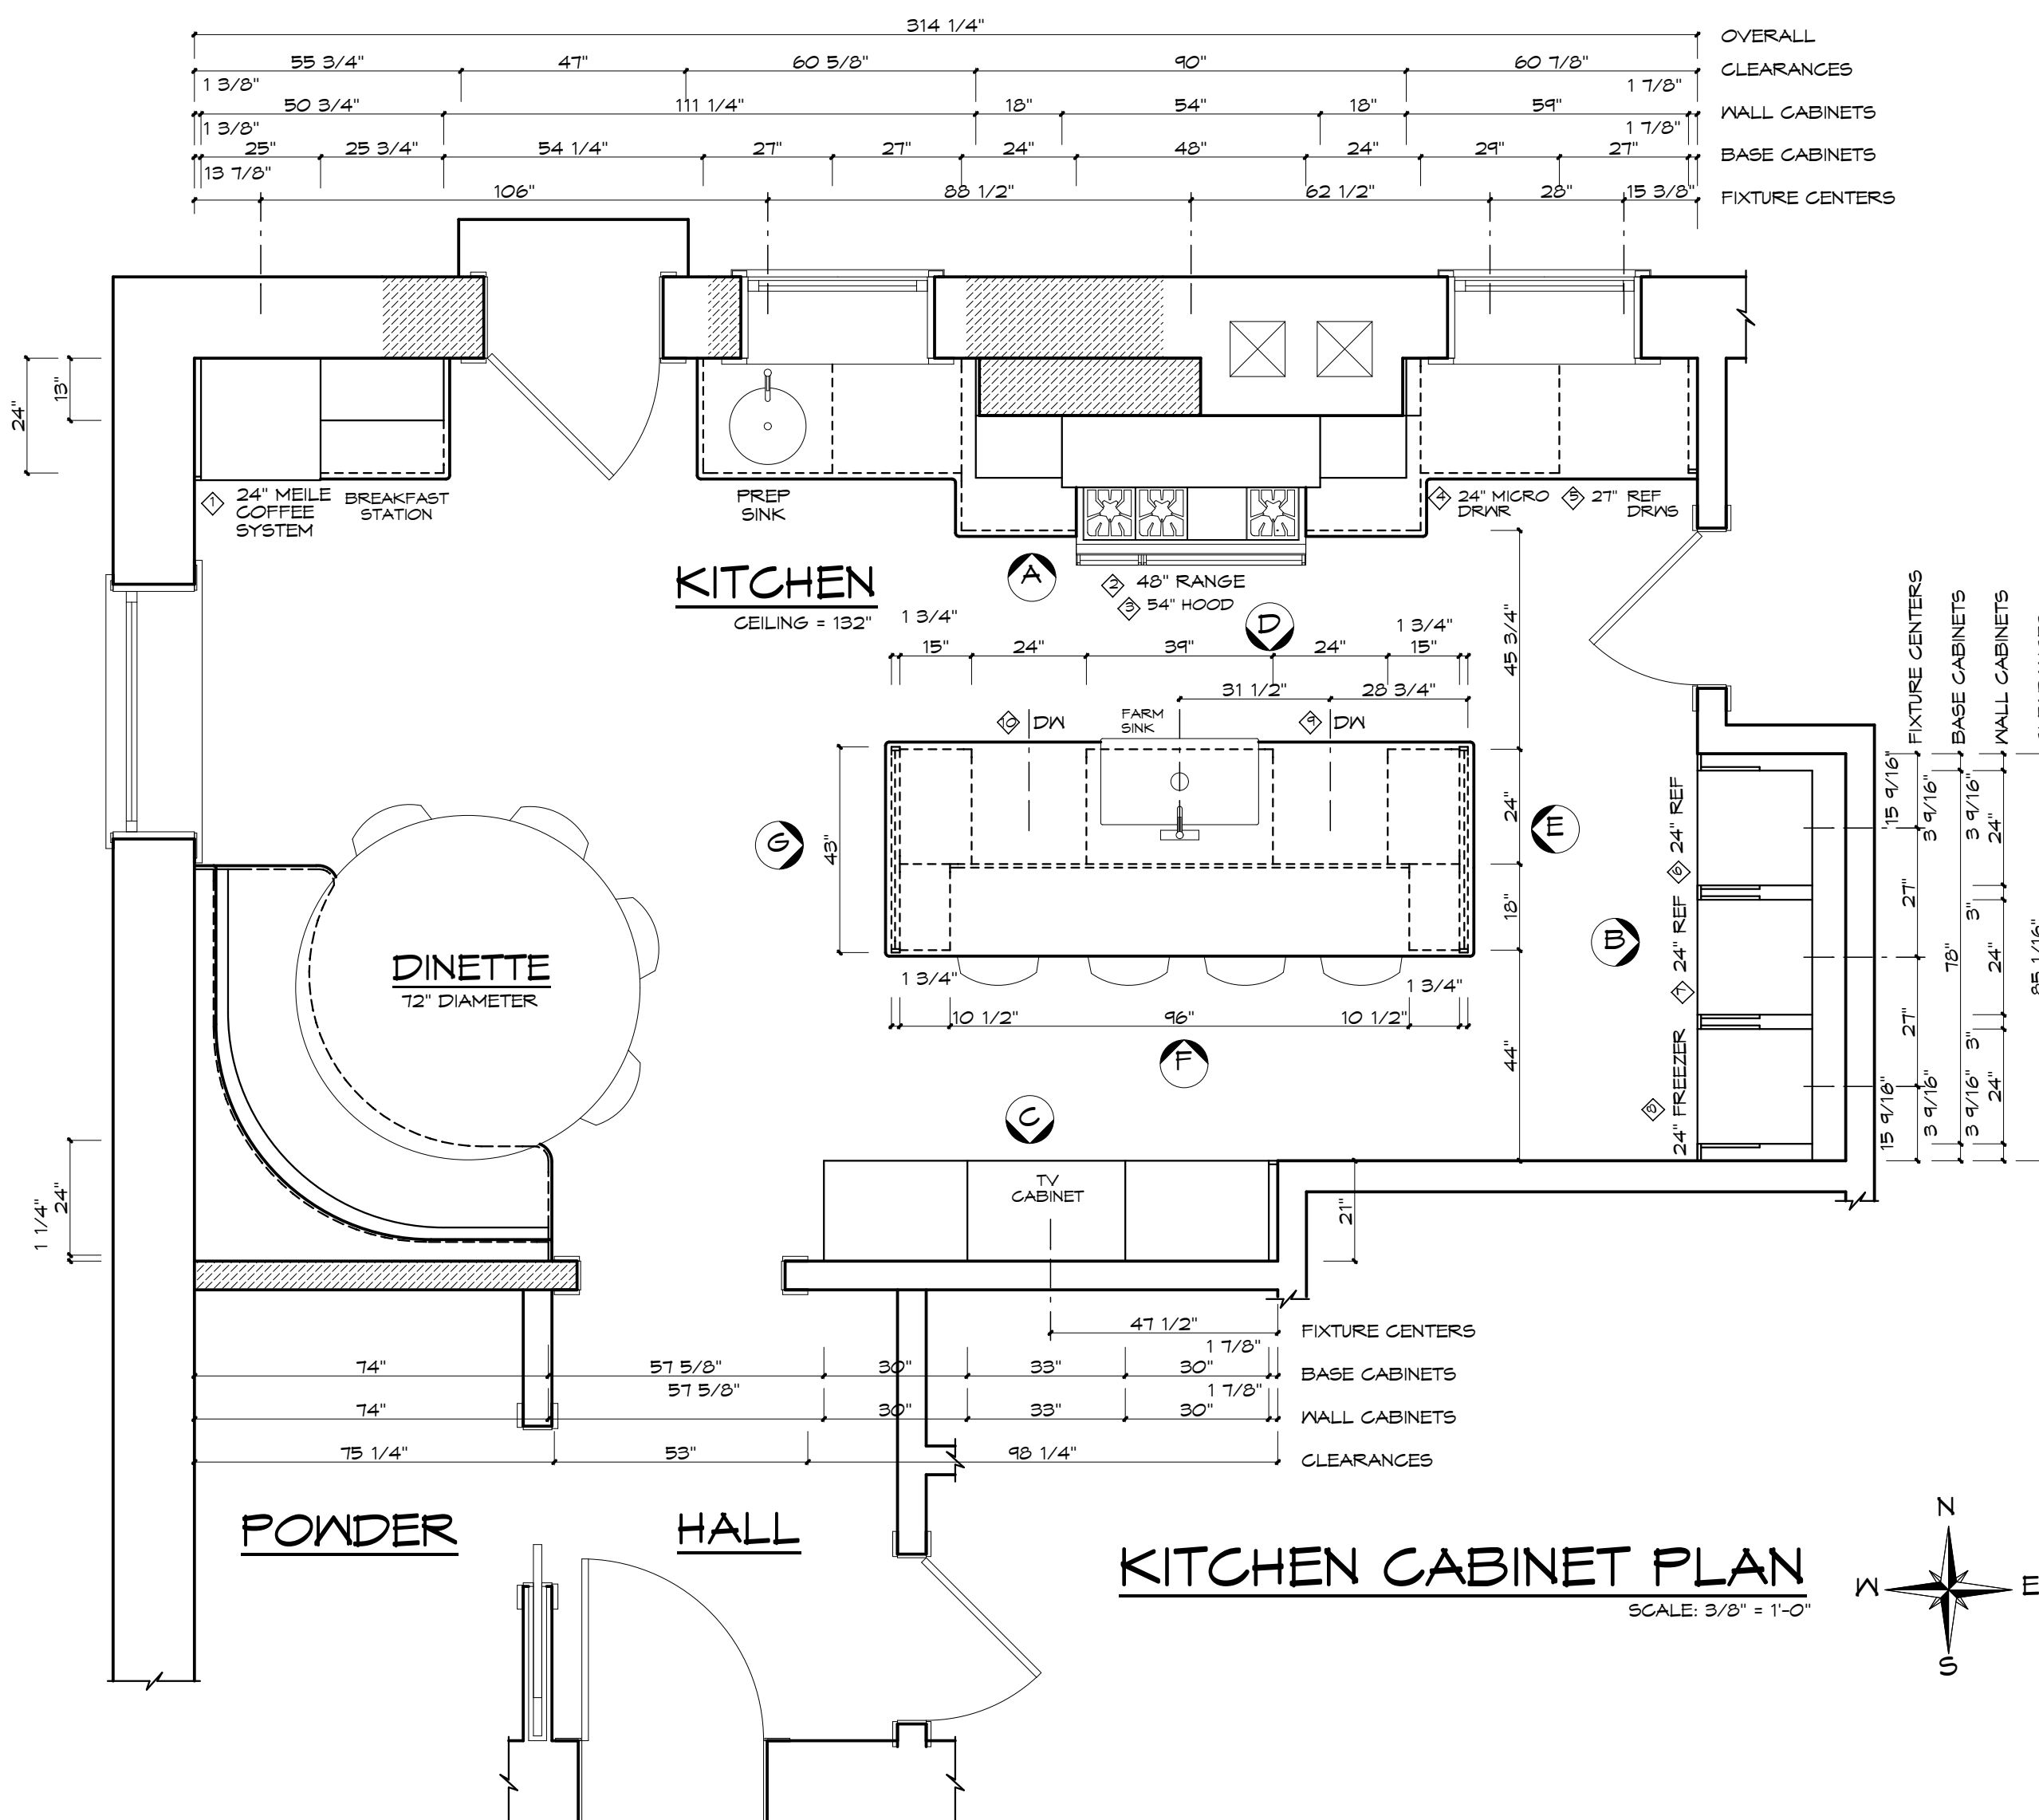 314 1/4"
OVERALL
55 3/4" 47" 60 5/8" 90" 60 7/8"
CLEARANCES
1 3/8" 1 7/8"
50 3/4" 111 1/4" 18" 54" 18" 59"
WALL CABINETS
1 3/8" 1 7/8"
25" 25 3/4" 54 1/4" 27" 27" 24" 48" 24" 29" 27"
BASE CABINETS
13 7/8"
106" 88 1/2" 62 1/2" 28" 15 3/8"
FIXTURE CENTERS
24"
13"
1
24" MEILE
COFFEE
SYSTEM
BREAKFAST
STATION
PREP
SINK
4
24" MICRO
DRWR
5
27" REF
DRWS
KITCHEN
CEILING = 132"
A
2
48" RANGE
3
54" HOOD
D
1 3/4" 1 3/4"
15" 24" 39" 24" 15"
31 1/2" 28 3/4"
10
DW
FARM
SINK
9
DW
45 3/4"
24"
18"
44"
43"
G
E
B
F
C
1 3/4" 1 3/4"
10 1/2" 96" 10 1/2"
DINETTE
72" DIAMETER
24" REF
6
24" REF
7
24" FREEZER
8
FIXTURE CENTERS
BASE CABINETS
WALL CABINETS
15 9/16"
27"
27"
15 9/16"
3 9/16"
78"
3 9/16"
3 9/16"
24"
3"
24"
3"
24"
3 9/16"
85 1/16"
TV
CABINET
21"
24"
1 1/4"
47 1/2"
FIXTURE CENTERS
1 7/8"
74" 57 5/8" 30" 33" 30"
BASE CABINETS
57 5/8" 1 7/8"
74" 30" 33" 30"
WALL CABINETS
75 1/4" 53" 98 1/4"
CLEARANCES
POWDER
HALL
KITCHEN CABINET PLAN
SCALE: 3/8" = 1'-0"
N
W
E
S